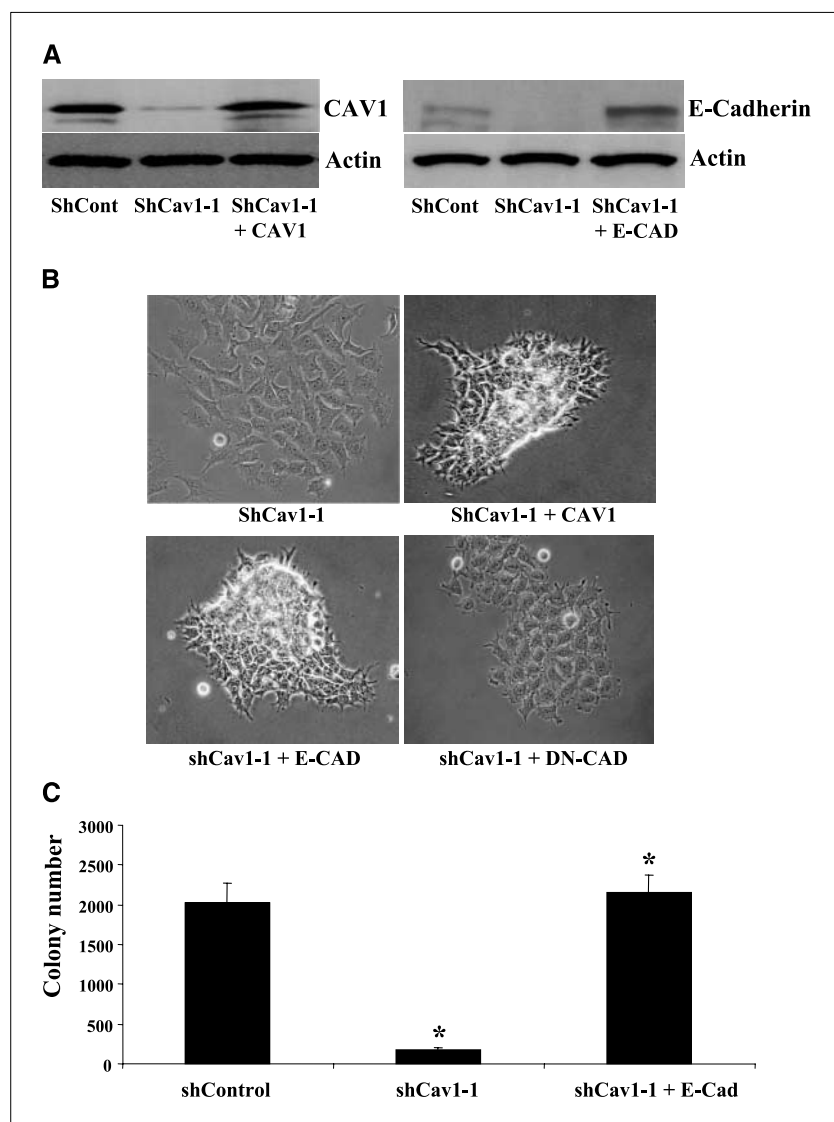 A
CAV1
E-Cadherin
Actin
Actin
ShCont
ShCav1-1
ShCav1-1
+ CAV1
ShCont
ShCav1-1
ShCav1-1
+ E-CAD
B
ShCav1-1
ShCav1-1 + CAV1
shCav1-1 + E-CAD
shCav1-1 + DN-CAD
C
Colony number
3000
2500
2000
1500
1000
500
0
*
*
shControl
shCav1-1
shCav1-1 + E-Cad